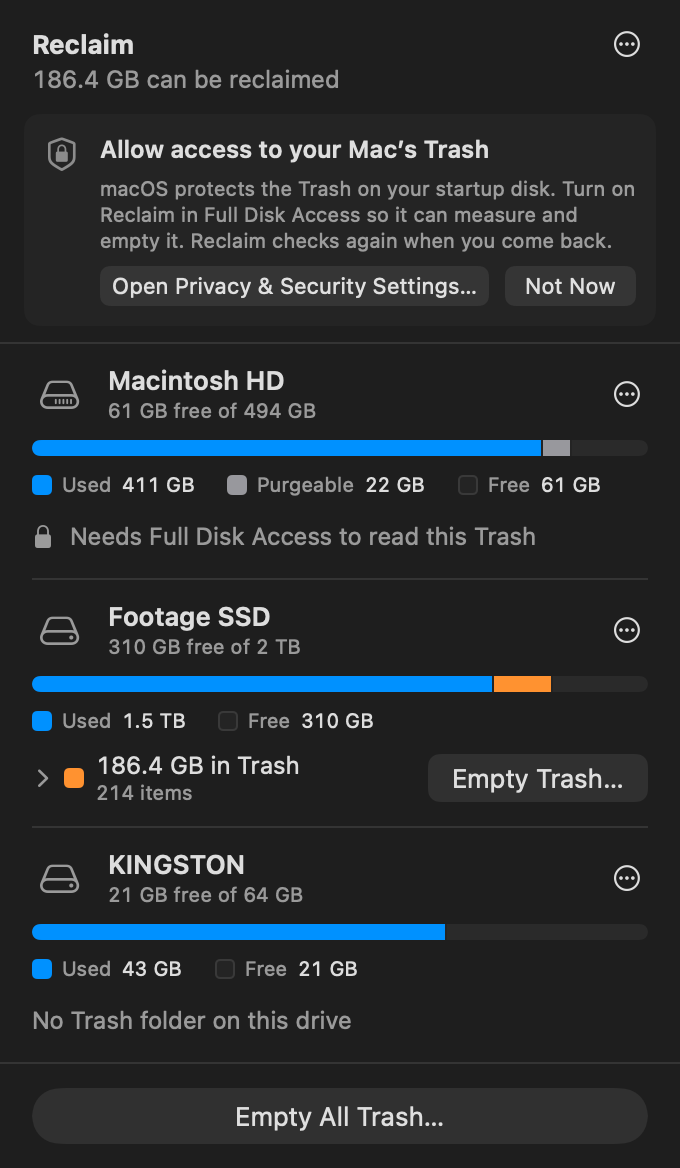 Reclaim
186.4 GB can be reclaimed
Allow access to your Mac’s Trash
macOS protects the Trash on your startup disk. Turn on
Reclaim in Full Disk Access so it can measure and
empty it. Reclaim checks again when you come back.
Open Privacy & Security Settings...
Not Now
Macintosh HD
61 GB free of 494 GB
Used 411 GB Purgeable 22 GB Free 61 GB
Needs Full Disk Access to read this Trash
Footage SSD
310 GB free of 2 TB
Used 1.5 TB Free 310 GB
186.4 GB in Trash
214 items
Empty Trash...
KINGSTON
21 GB free of 64 GB
Used 43 GB Free 21 GB
No Trash folder on this drive
Empty All Trash...